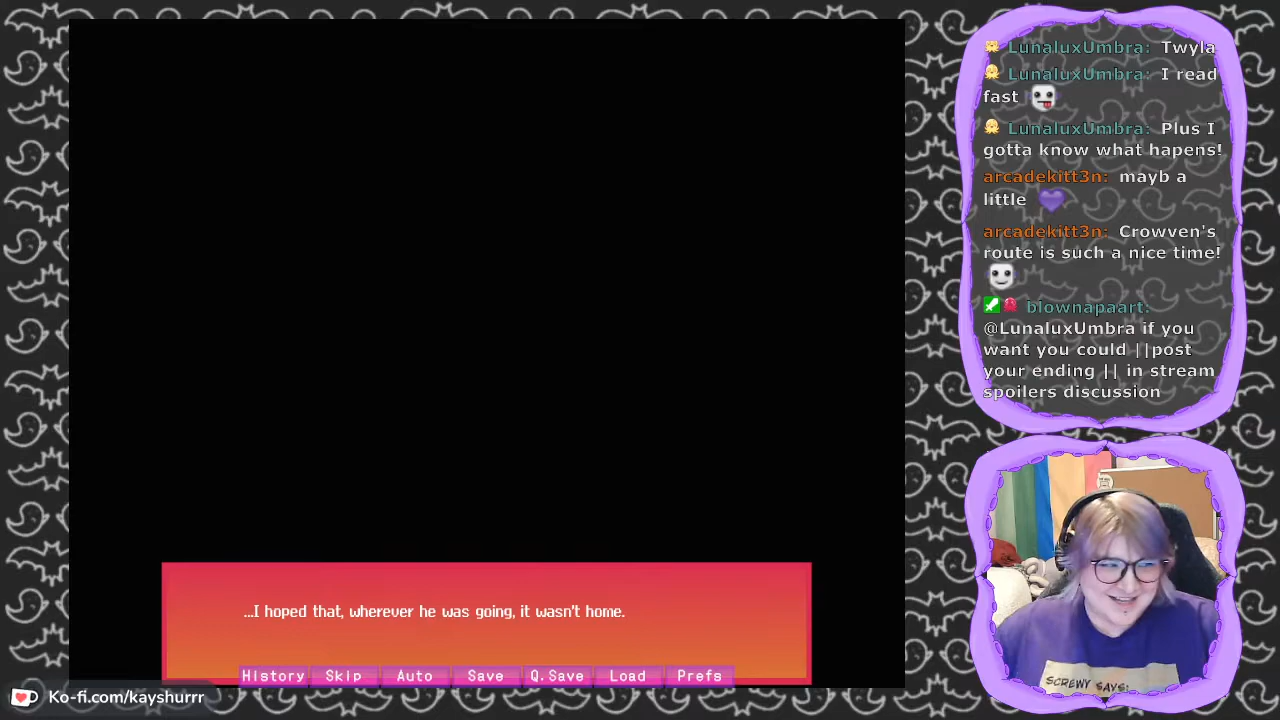 LunaluxUmbra: Twyla
LunaluxUmbra: I read
fast
LunaluxUmbra: Plus I
gotta know what hapens!
arcadekitt3n: mayb a
little
arcadekitt3n: Crowven's
route is such a nice time!
blownapaart:
@LunaluxUmbra if you
want you could ||post
your ending || in stream
spoilers discussion
...I hoped that, wherever he was going, it wasn't home.
History Skip Auto Save Q.Save Load Prefs
Ko-fi.com/kayshurrr
SCREWY SAYS: